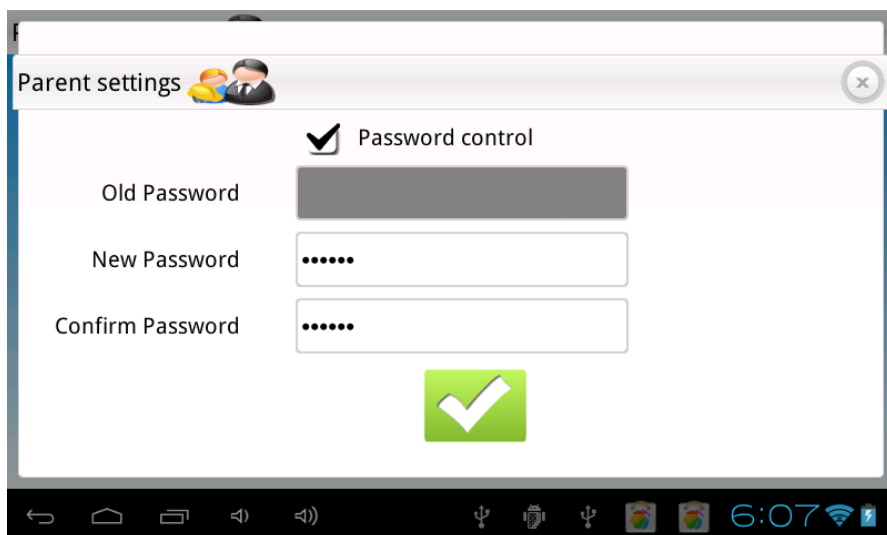 Parent settings
Password control
Old Password
New Password ••••••
Confirm Password ••••••
6:07